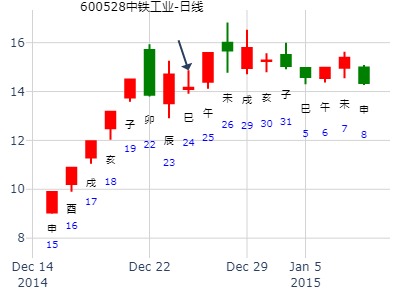 600528中铁工业-日线
16
14
12
10
8
申
15
酉
16
戌
17
亥
18
子
19
卯
22
辰
23
巳
24
午
25
未
26
戌
29
亥
30
子
31
巳
5
午
6
未
7
申
8
Dec 14
2014
Dec 22
Dec 29
Jan 5
2015